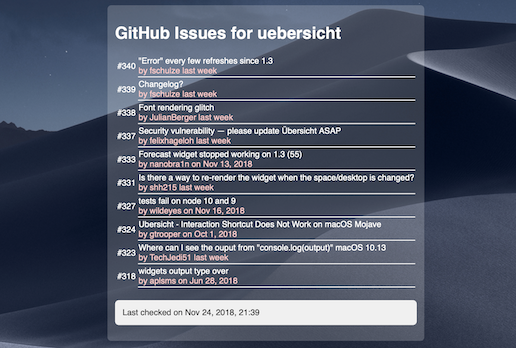 GitHub Issues for uebersicht
#340
"Error" every few refreshes since 1.3
by fschulze last week
#339
Changelog?
by fschulze last week
#338
Font rendering glitch
by JulianBerger last week
#337
Security vulnerability — please update Übersicht ASAP
by felixhageloh last week
#333
Forecast widget stopped working on 1.3 (55)
by nanobra1n on Nov 13, 2018
#331
Is there a way to re-render the widget when the space/desktop is changed?
by shh215 last week
#327
tests fail on node 10 and 9
by wildeyes on Nov 16, 2018
#324
Ubersicht - Interaction Shortcut Does Not Work on macOS Mojave
by gtrooper on Oct 1, 2018
#323
Where can I see the ouput from "console.log(output)" macOS 10.13
by TechJedi51 last week
#318
widgets output type over
by apisms on Jun 28, 2018
Last checked on Nov 24, 2018, 21:39